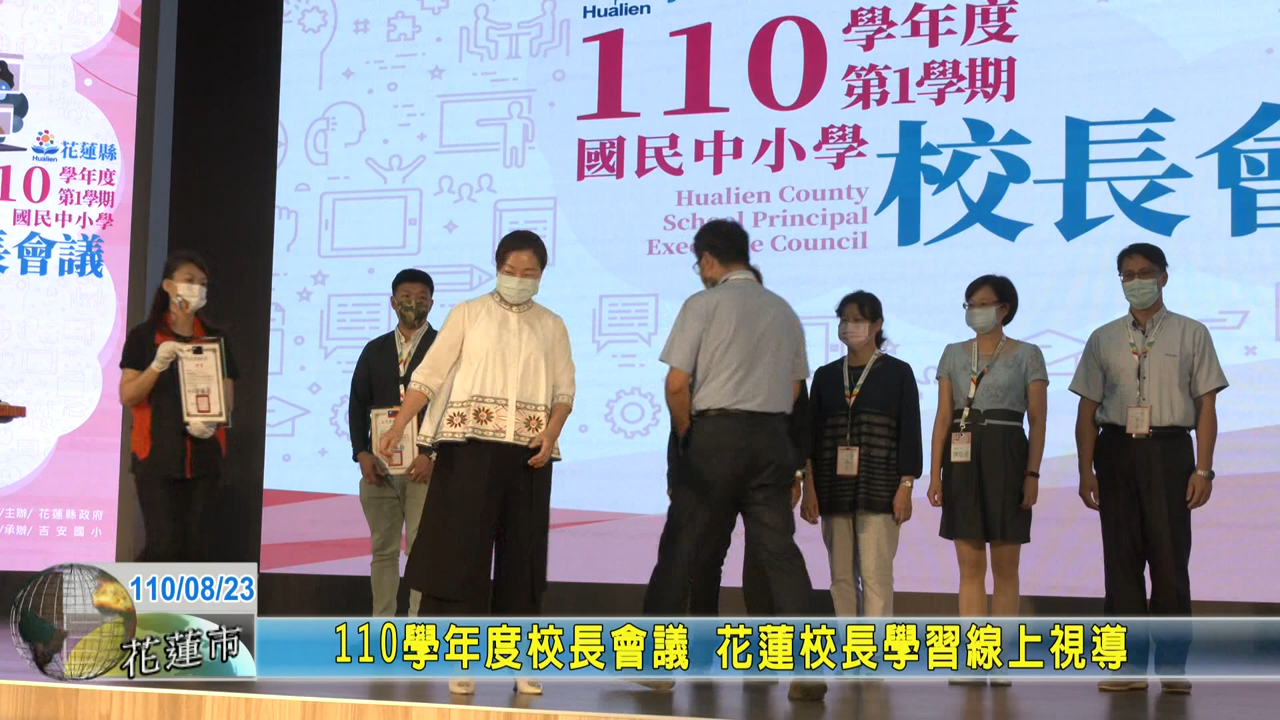 Hualien
110
學年度
第1學期
國民中小學
校長會
Hualien County
School Principal
Council
Hualien
花蓮縣
10
學年度
第1學期
國民中小學
長會議
/主辦/ 花蓮縣政府
/承辦/ 吉安國小
110/08/23
花蓮市
110學年度校長會議 花蓮校長學習線上視導